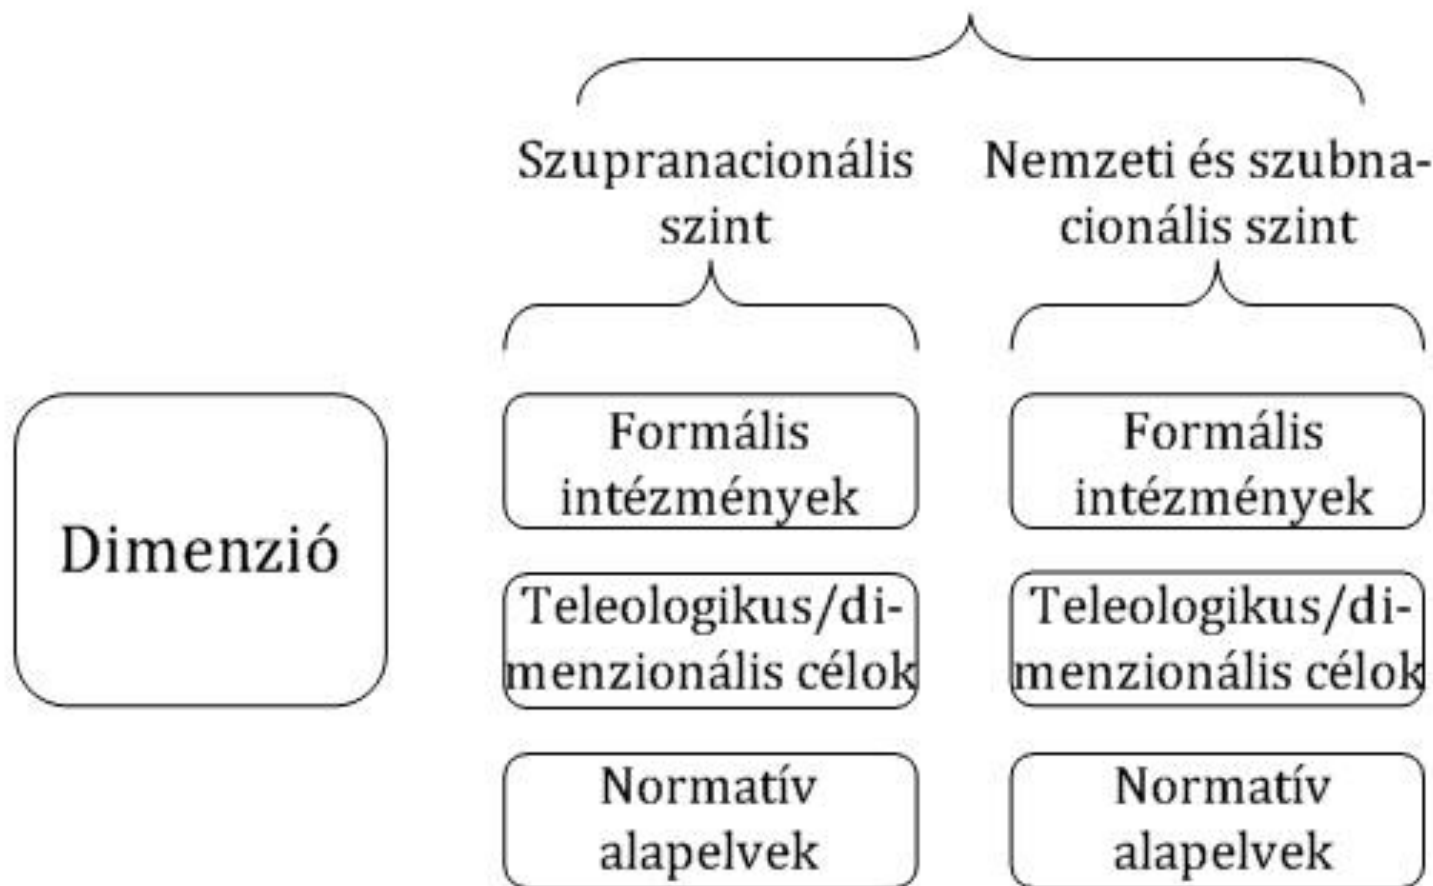 Szupranacionális
szint
Nemzeti és szubna-
cionális szint
Dimenzió
Formális
intézmények
Teleologikus/di-
menzionális célok
Normatív
alapelvek
Formális
intézmények
Teleologikus/di-
menzionális célok
Normatív
alapelvek